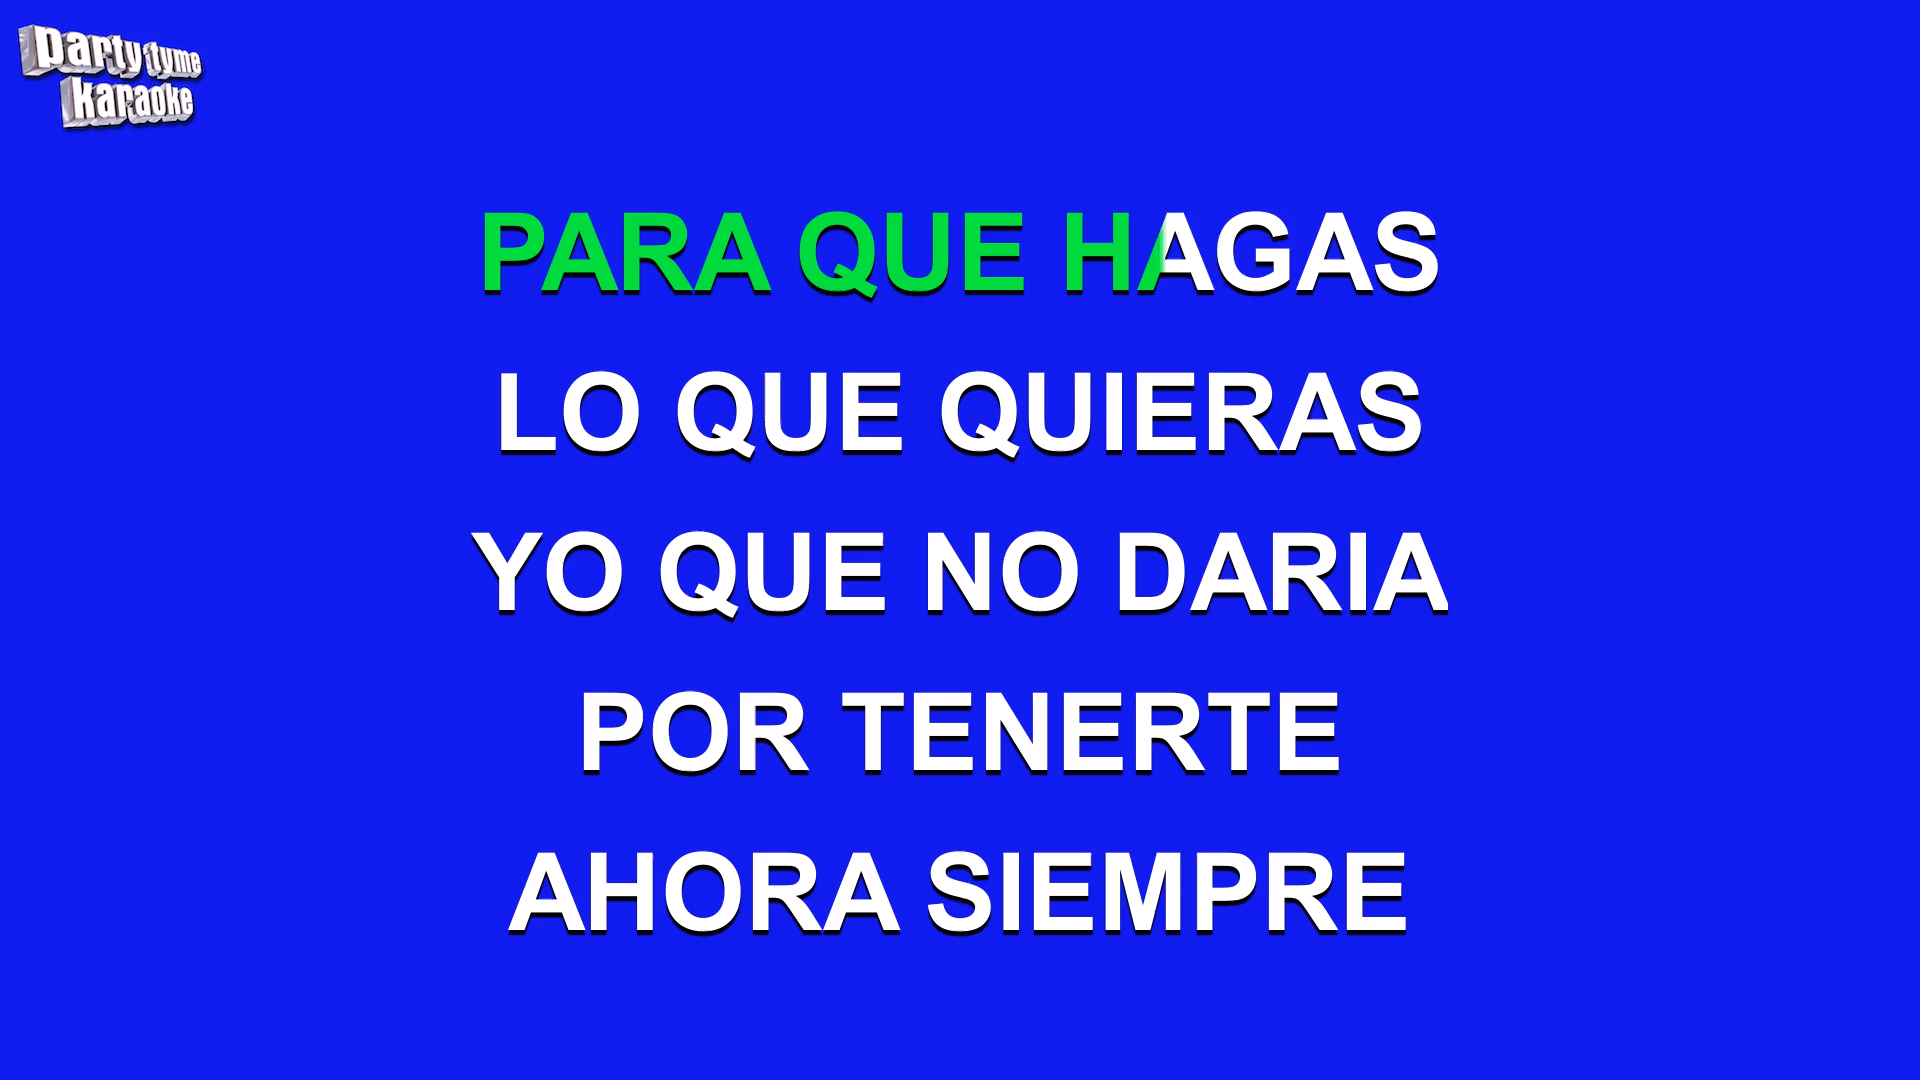 party tyme
karaoke
PARA QUE HAGAS
LO QUE QUIERAS
YO QUE NO DARIA
POR TENERTE
AHORA SIEMPRE